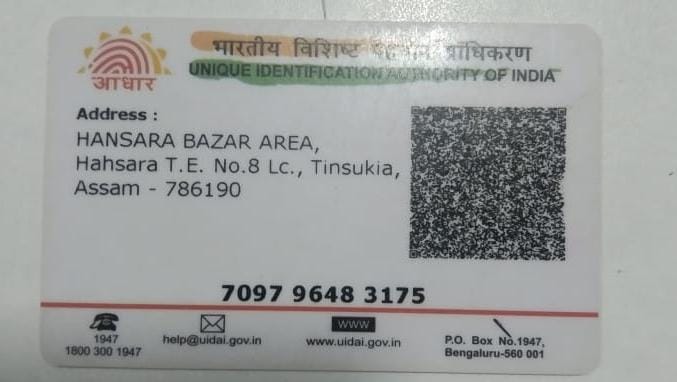 भारतीय विशिष्ट पहचान प्राधिकरण
UNIQUE IDENTIFICATION AUTHORITY OF INDIA
आधार
Address :
HANSARA BAZAR AREA,
Hahsara T.E. No.8 Lc., Tinsukia,
Assam - 786190
7097 9648 3175
1947
1800 300 1947
help@uidai.gov.in
www
www.uidai.gov.in
P.O. Box No.1947,
Bengaluru-560 001